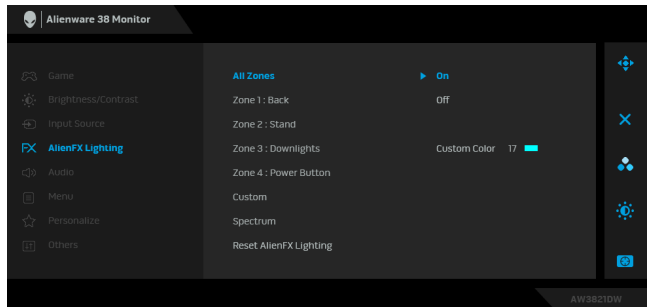 Alienware 38 Monitor
Game
All Zones On
Brightness/Contrast Zone 1 : Back Off
Input Source Zone 2 : Stand
FX AlienFX Lighting Zone 3 : Downlights Custom Color 17
Audio Zone 4 : Power Button
Menu Custom
Personalize Spectrum
Others Reset AlienFX Lighting
AW3821DW